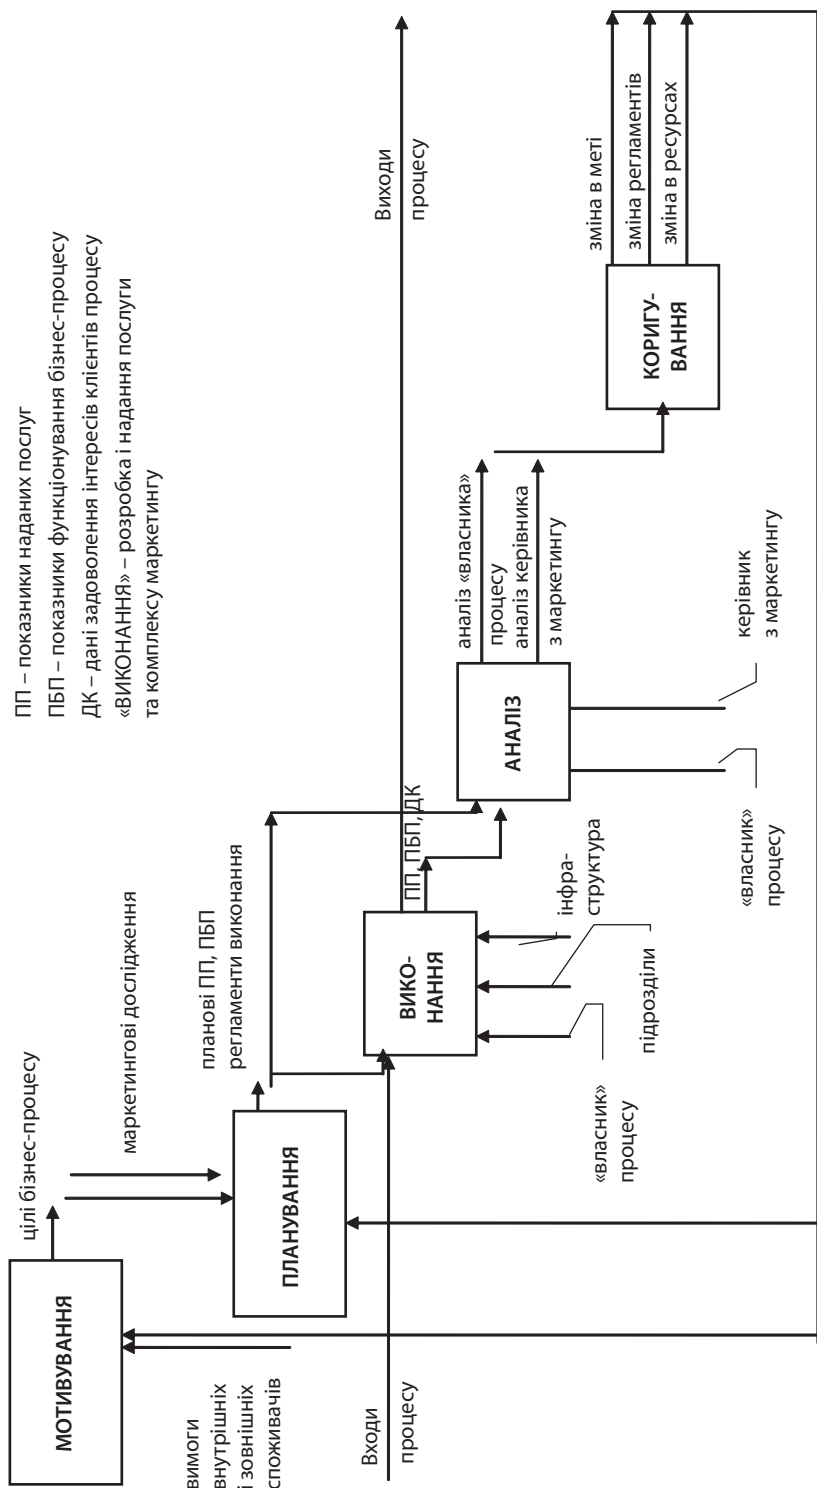 ПП – показники наданих послуг
ПБП – показники функціонування бізнес-процесу
ДК – дані задоволення інтересів клієнтів процесу
«ВИКОНАННЯ» – розробка і надання послуги
та комплексу маркетингу
МОТИВУВАННЯ
цілі бізнес-процесу
маркетингові дослідження
вимоги
внутрішніх
і зовнішніх
споживачів
ПЛАНУВАННЯ
планові ПП, ПБП
регламенти виконання
Входи
процесу
ВИКО-
НАННЯ
ПП, ПБП, ДК
Виходи
процесу
«власник»
процесу
підрозділи
інфра-
структура
АНАЛІЗ
аналіз «власника»
процесу
аналіз керівника
з маркетингу
«власник»
процесу
керівник
з маркетингу
КОРИГУ-
ВАННЯ
зміна в меті
зміна регламентів
зміна в ресурсах